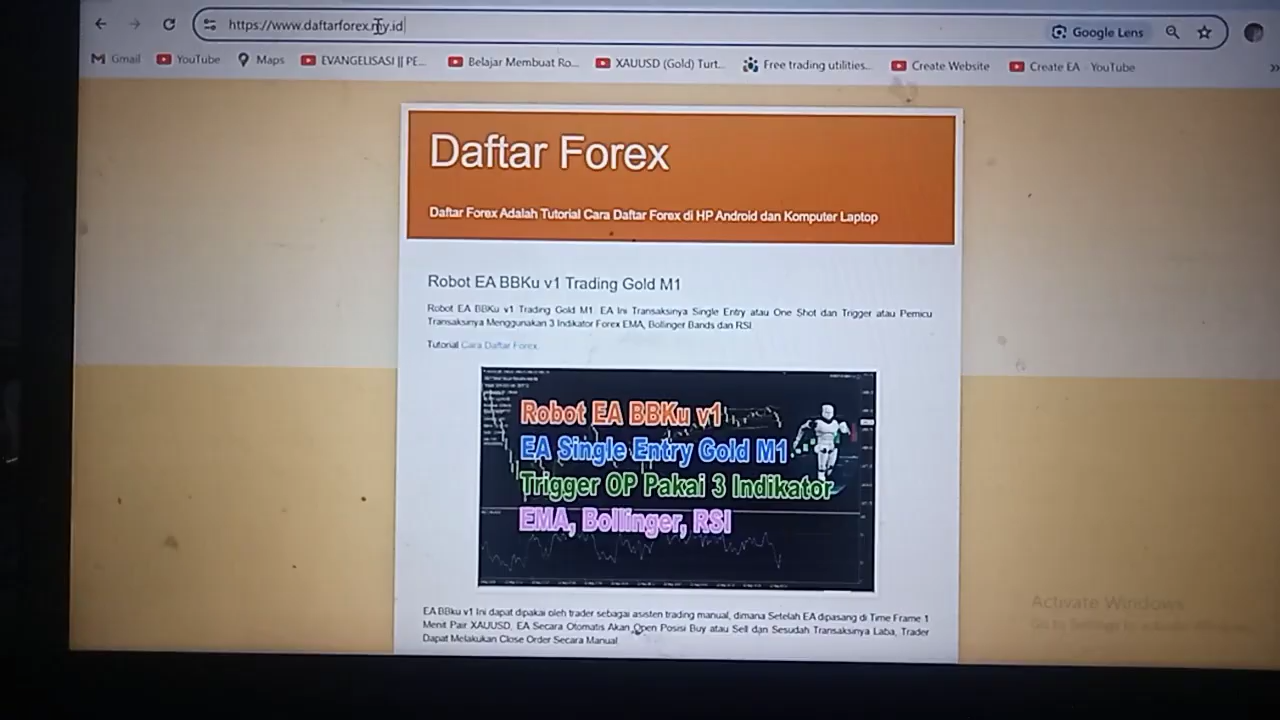 https://www.daftarforex.my.id
Google Lens
Gmail
YouTube
Maps
EVANGELISASI || PE...
Belajar Membuat Ro...
XAUUSD (Gold) Turt...
Free trading utilities...
Create Website
Create EA - YouTube
Daftar Forex
Daftar Forex Adalah Tutorial Cara Daftar Forex di HP Android dan Komputer Laptop
Robot EA BBKu v1 Trading Gold M1
Robot EA BBKu v1 Trading Gold M1. EA Ini Transaksinya Single Entry atau One Shot dan Trigger atau Pemicu
Transaksinya Menggunakan 3 Indikator Forex EMA, Bollinger Bands dan RSI.
Tutorial Cara Daftar Forex.
Robot EA BBKu v1
EA Single Entry Gold M1
Trigger OP Pakai 3 Indikator
EMA, Bollinger, RSI
EA BBku v1 Ini dapat dipakai oleh trader sebagai asisten trading manual, dimana Setelah EA dipasang di Time Frame 1
Menit Pair XAUUSD, EA Secara Otomatis Akan Open Posisi Buy atau Sell dan Sesudah Transaksinya Laba, Trader
Dapat Melakukan Close Order Secara Manual.
Activate Windows
Go to Settings to activate Windows.